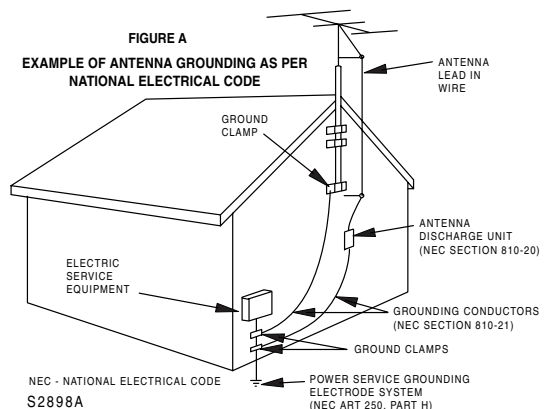 FIGURE A
EXAMPLE OF ANTENNA GROUNDING AS PER
NATIONAL ELECTRICAL CODE
ANTENNA
LEAD IN
WIRE
GROUND
CLAMP
ANTENNA
DISCHARGE UNIT
(NEC SECTION 810-20)
ELECTRIC
SERVICE
EQUIPMENT
GROUNDING CONDUCTORS
(NEC SECTION 810-21)
GROUND CLAMPS
NEC - NATIONAL ELECTRICAL CODE
S2898A
POWER SERVICE GROUNDING
ELECTRODE SYSTEM
(NEC ART 250, PART H)